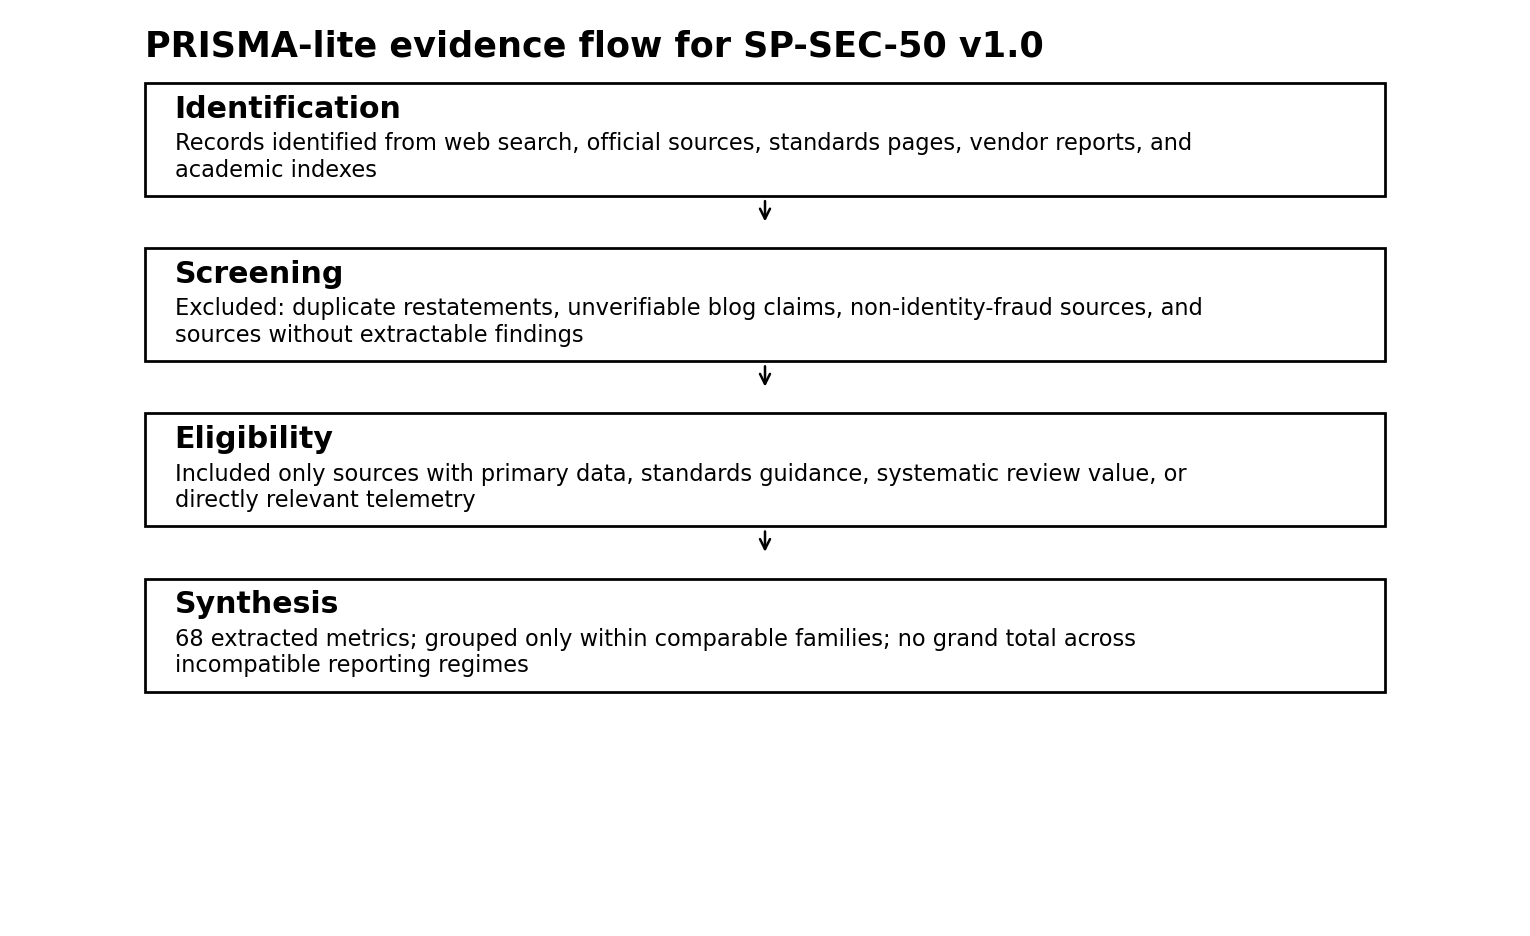 PRISMA-lite evidence flow for SP-SEC-50 v1.0
Identification
Records identified from web search, official sources, standards pages, vendor reports, and
academic indexes
Screening
Excluded: duplicate restatements, unverifiable blog claims, non-identity-fraud sources, and
sources without extractable findings
Eligibility
Included only sources with primary data, standards guidance, systematic review value, or
directly relevant telemetry
Synthesis
68 extracted metrics; grouped only within comparable families; no grand total across
incompatible reporting regimes